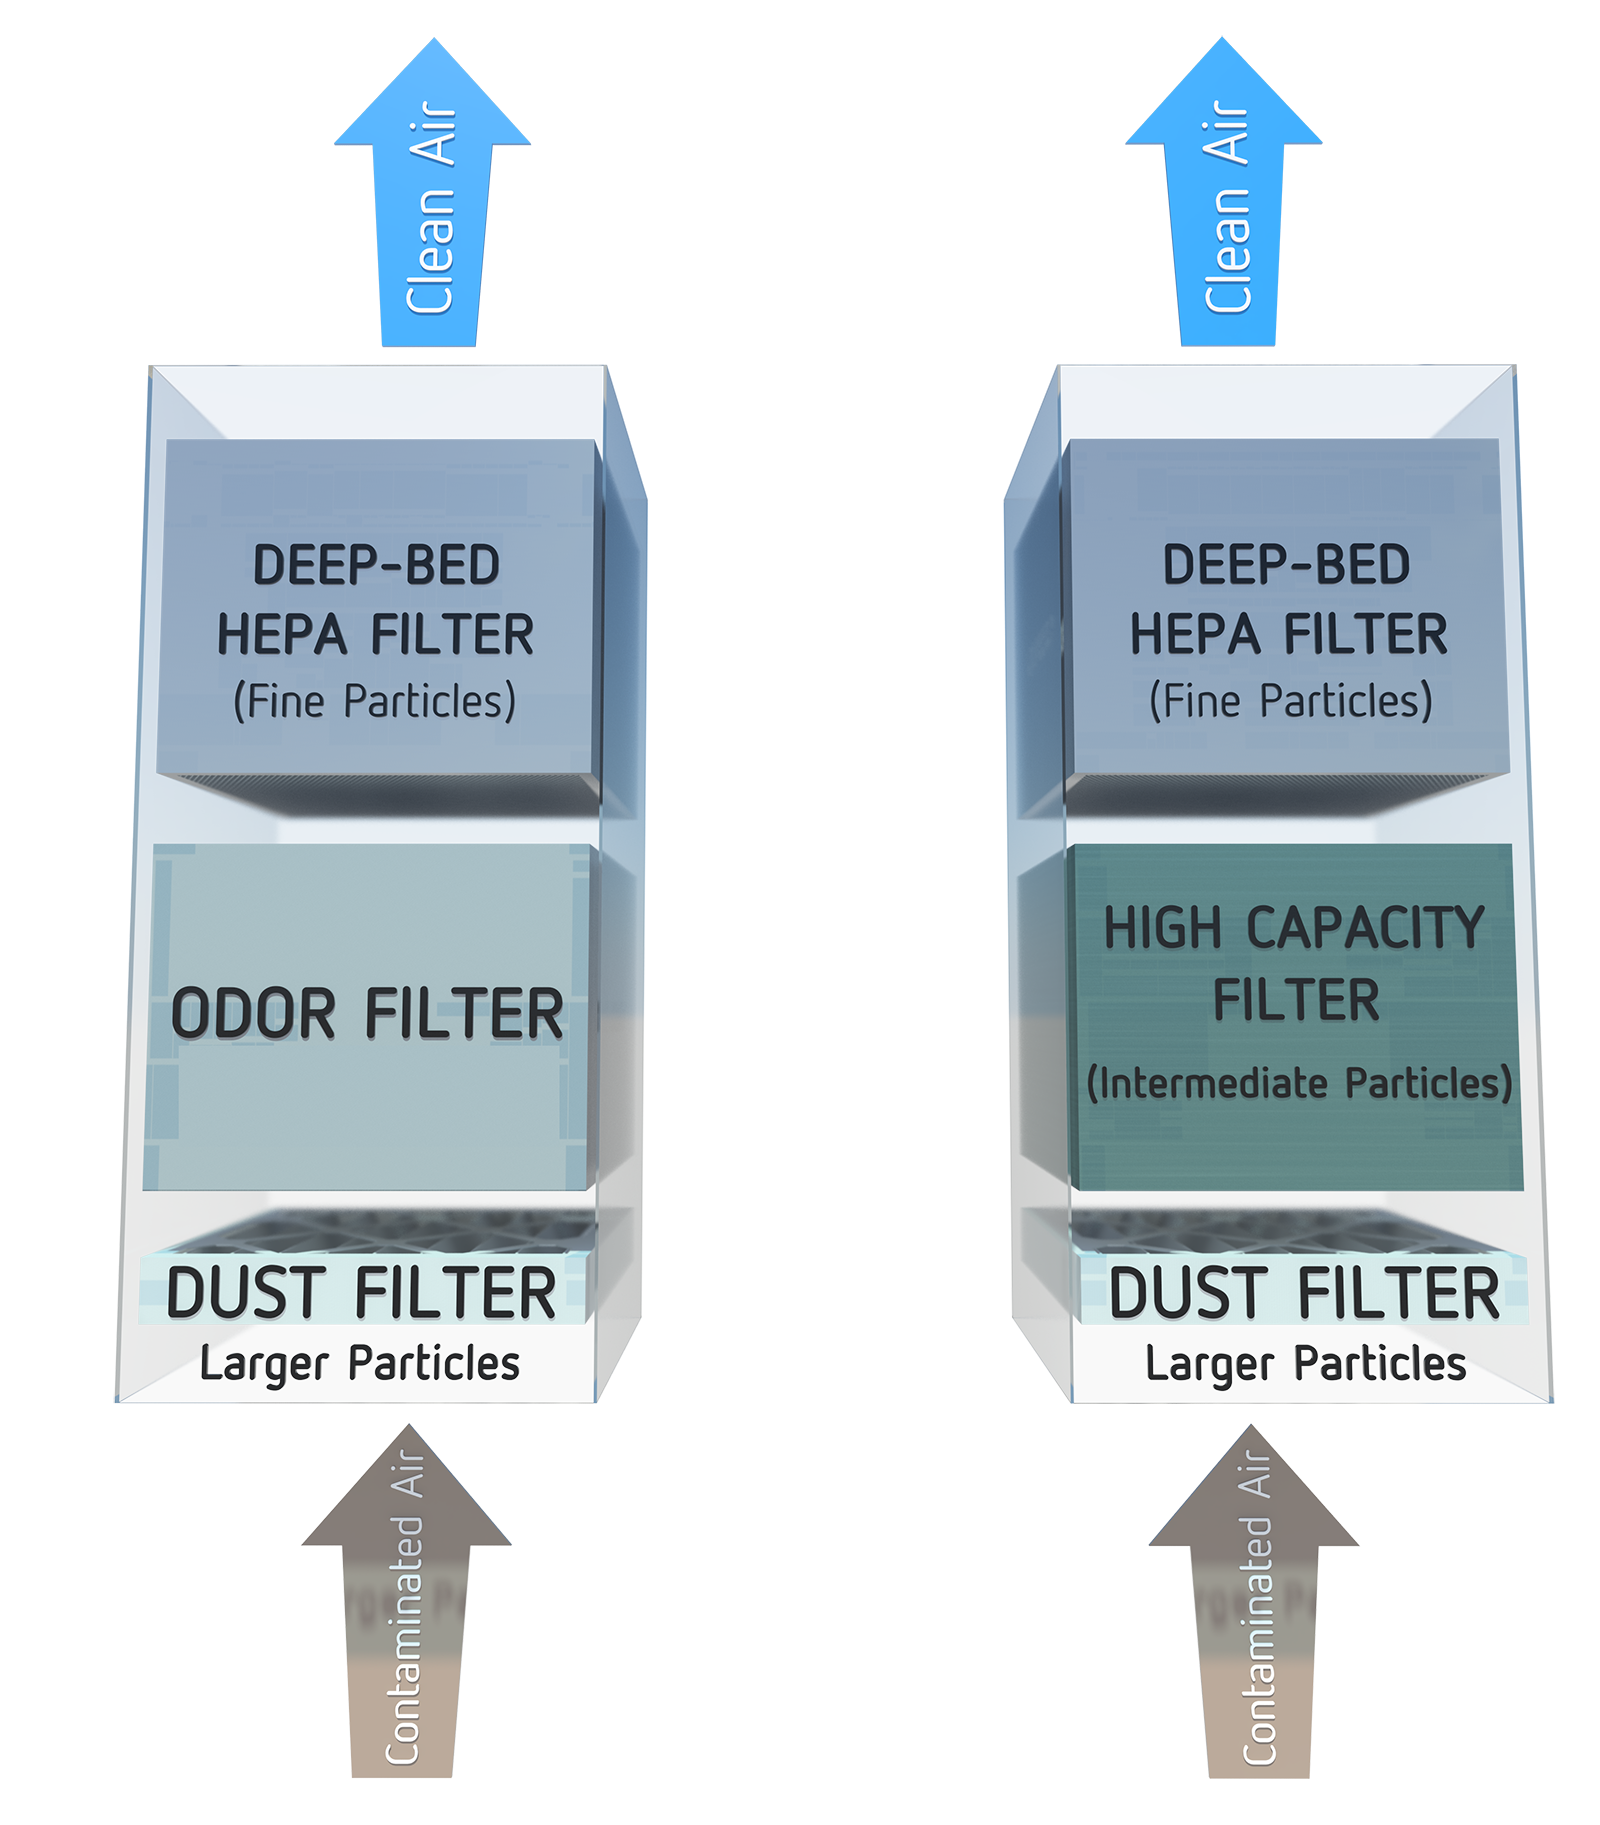 Clean Air
DEEP-BED
HEPA FILTER
(Fine Particles)
ODOR FILTER
DUST FILTER
Larger Particles
Contaminated Air
Clean Air
DEEP-BED
HEPA FILTER
(Fine Particles)
HIGH CAPACITY
FILTER
(Intermediate Particles)
DUST FILTER
Larger Particles
Contaminated Air